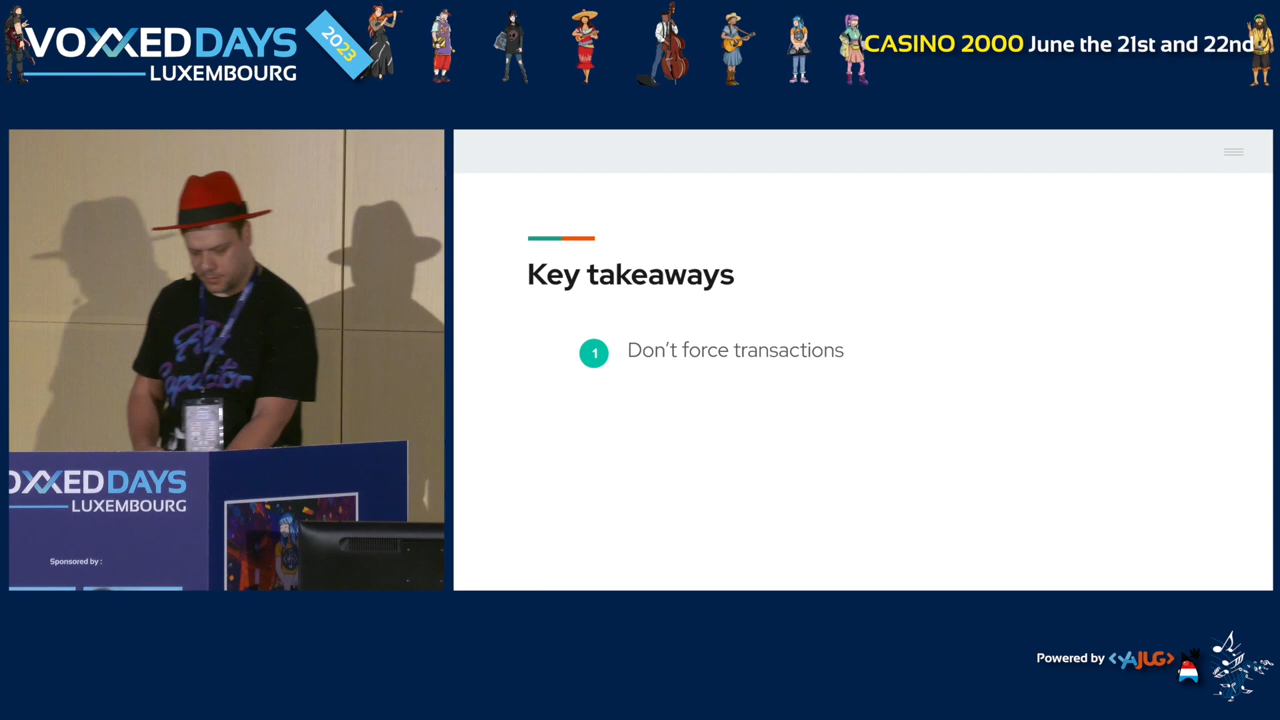 VOXXED DAYS
LUXEMBOURG
2023
CASINO 2000 June the 21st and 22nd
Key takeaways
1 Don't force transactions
VOXXED DAYS
LUXEMBOURG
Sponsored by :
Powered by <YAJUG>